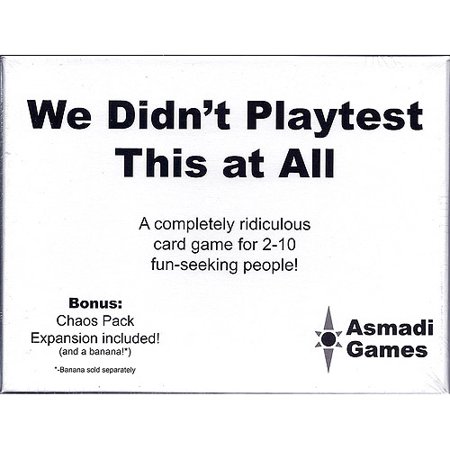 We Didn't Playtest
This at All
A completely ridiculous
card game for 2-10
fun-seeking people!
Bonus:
Chaos Pack
Expansion included!
(and a banana!*)
*-Banana sold separately
Asmadi
Games